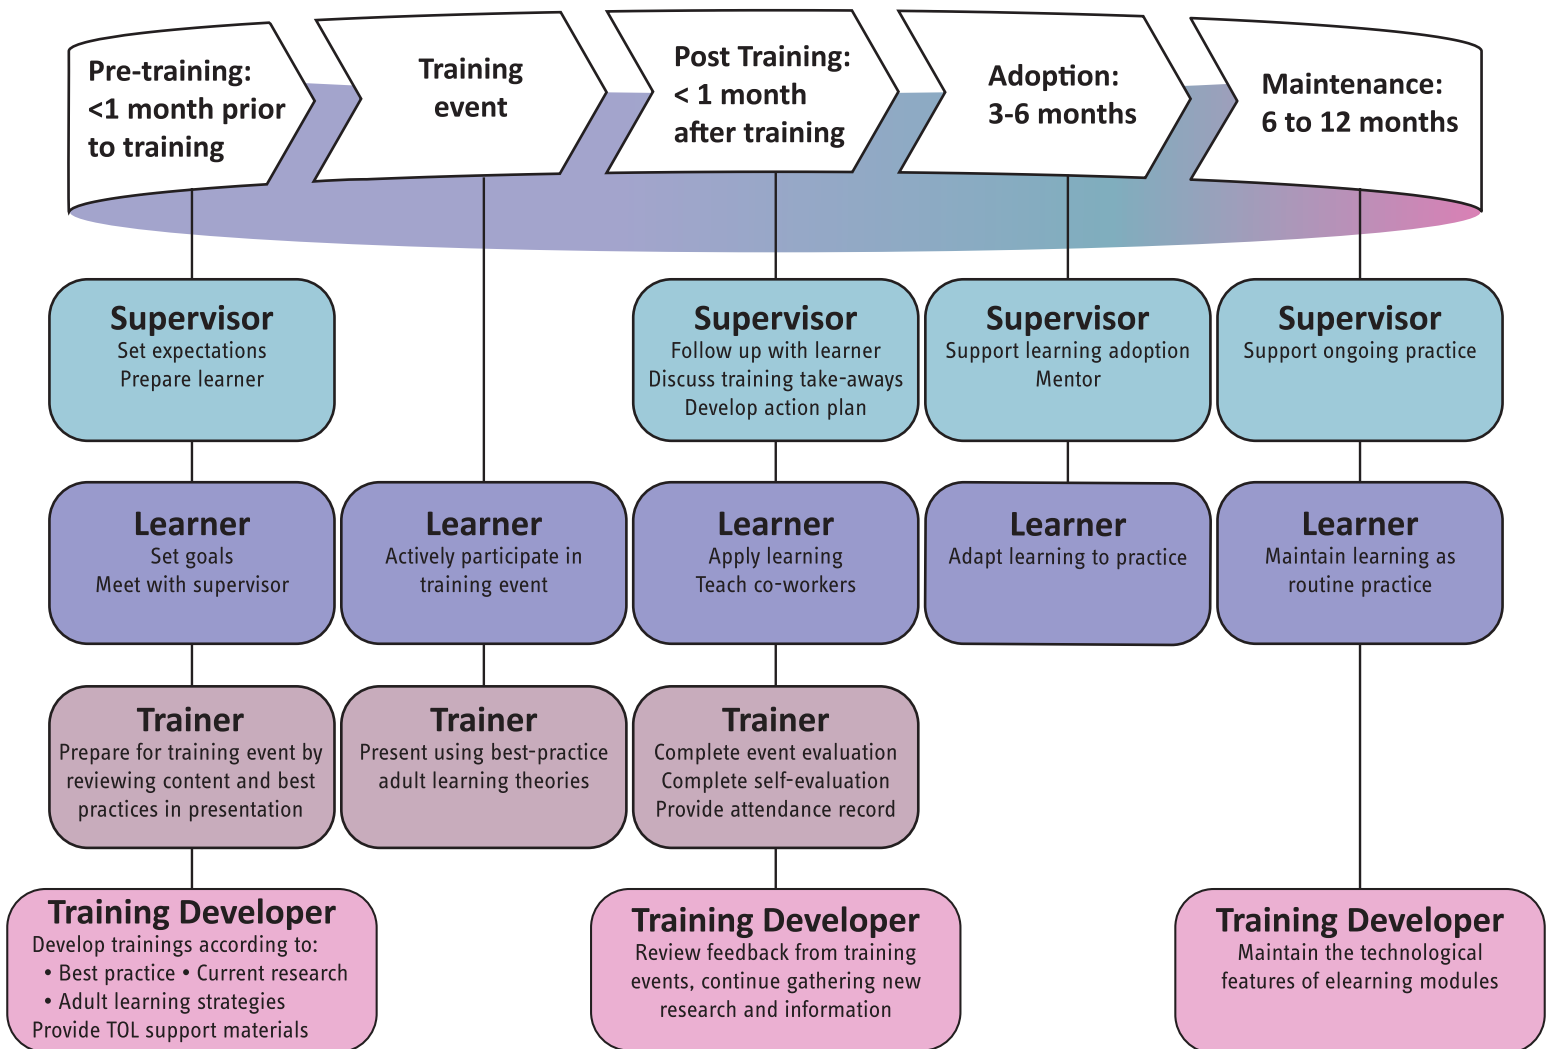 Pre-training:
<1 month prior
to training
Training
event
Post Training:
< 1 month
after training
Adoption:
3-6 months
Maintenance:
6 to 12 months
Supervisor
Set expectations
Prepare learner
Supervisor
Follow up with learner
Discuss training take-aways
Develop action plan
Supervisor
Support learning adoption
Mentor
Supervisor
Support ongoing practice
Learner
Set goals
Meet with supervisor
Learner
Actively participate in
training event
Learner
Apply learning
Teach co-workers
Learner
Adapt learning to practice
Learner
Maintain learning as
routine practice
Trainer
Prepare for training event by
reviewing content and best
practices in presentation
Trainer
Present using best-practice
adult learning theories
Trainer
Complete event evaluation
Complete self-evaluation
Provide attendance record
Training Developer
Develop trainings according to:
• Best practice • Current research
• Adult learning strategies
Provide TOL support materials
Training Developer
Review feedback from training
events, continue gathering new
research and information
Training Developer
Maintain the technological
features of elearning modules